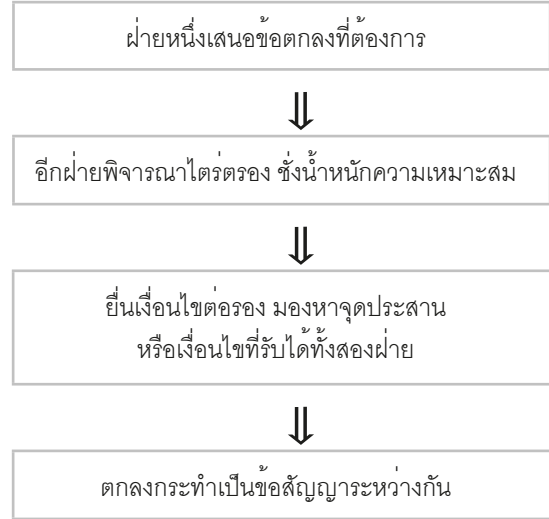 ฝ่ายหนึ่งเสนอข้อตกลงที่ต้องการ
อีกฝ่ายพิจารณาไตร่ตรอง ชั่งน้ำหนักความเหมาะสม
ยื่นเงื่อนไขต่อรอง มองหาจุดประสาน
หรือเงื่อนไขที่รับได้ทั้งสองฝ่าย
ตกลงกระทำเป็นข้อสัญญาระหว่างกัน